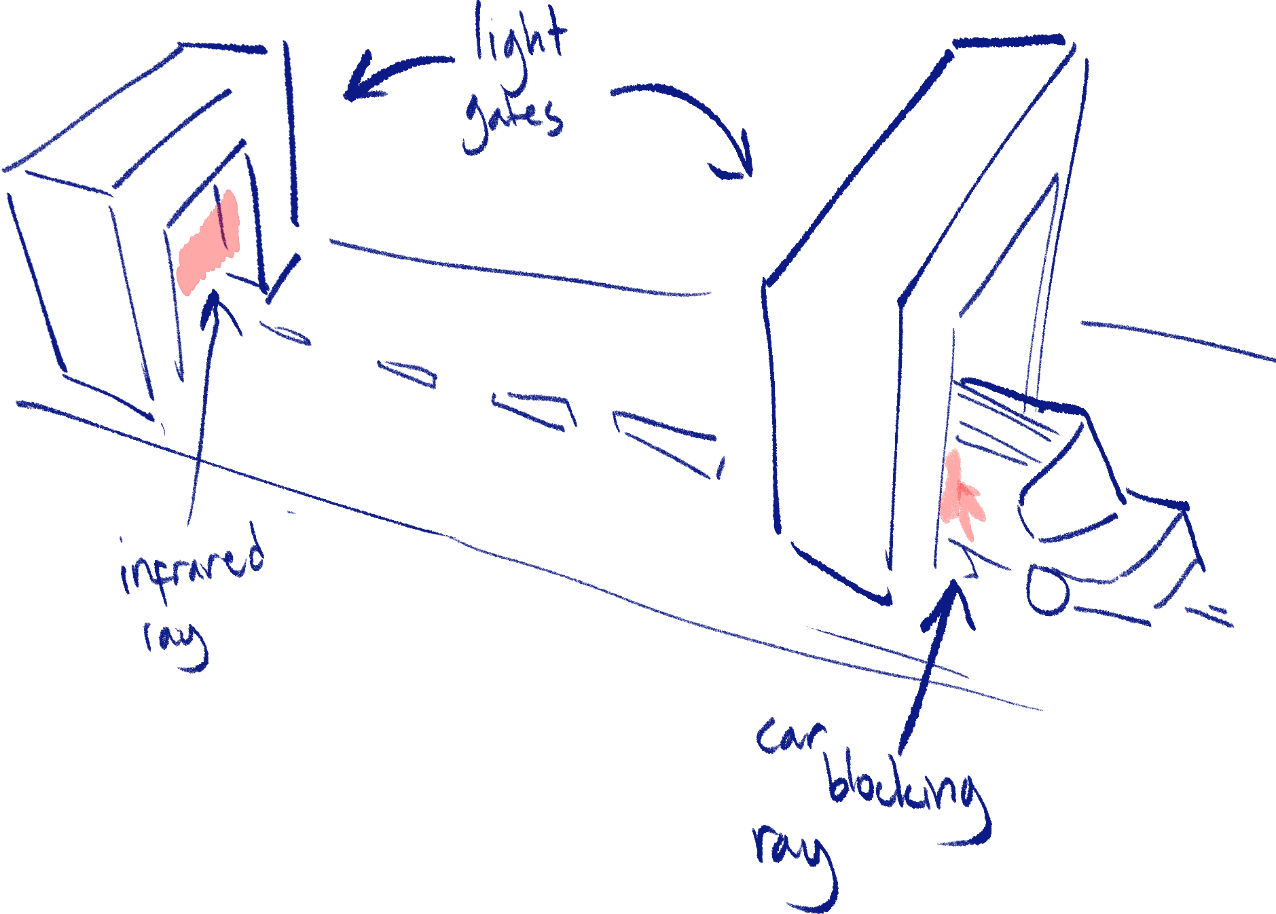 light
gates
infrared
ray
car
blocking
ray